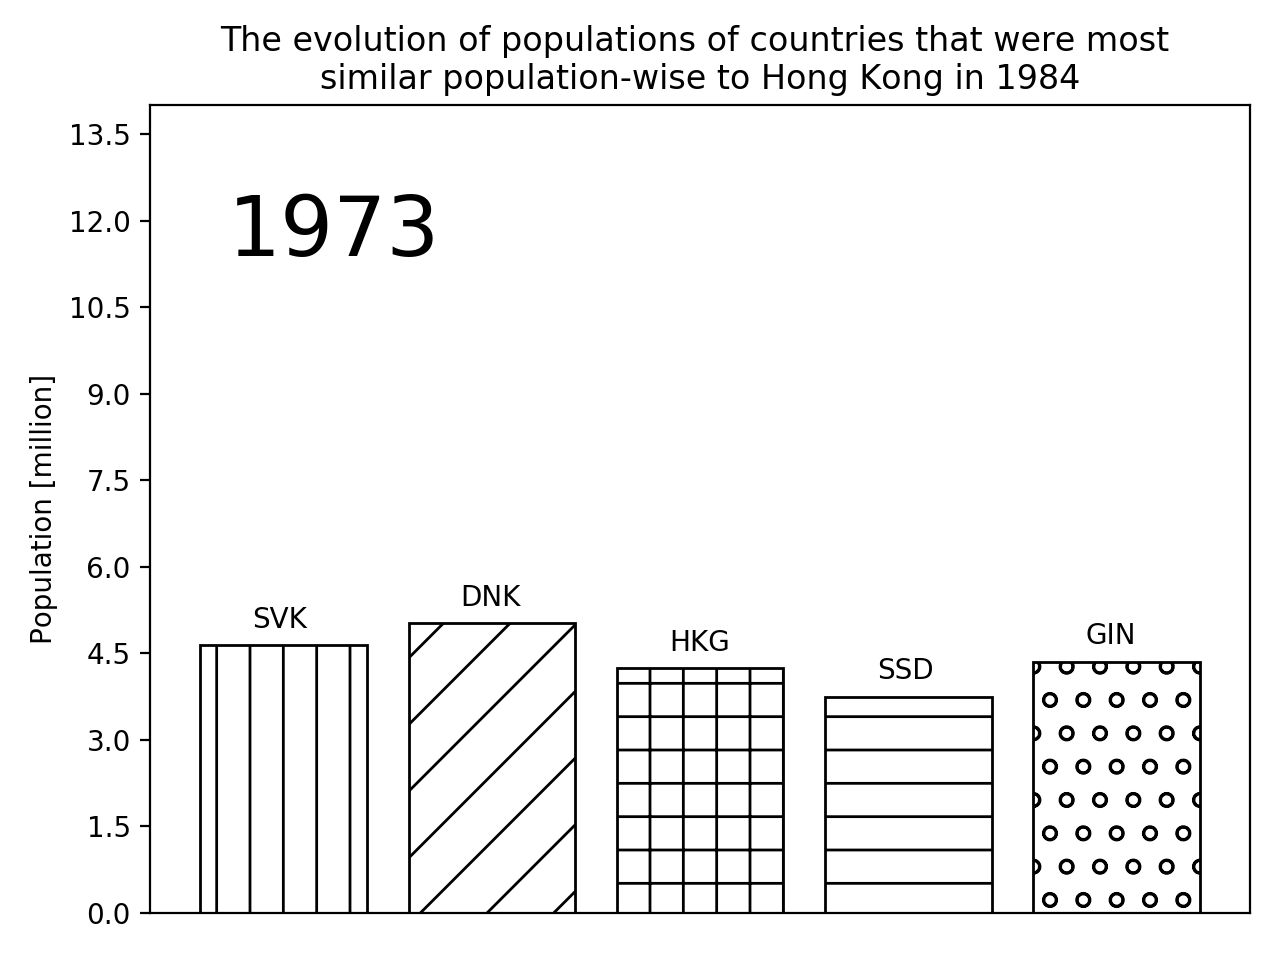 The evolution of populations of countries that were most
similar population-wise to Hong Kong in 1984
1973
Population [million]
13.5
12.0
10.5
9.0
7.5
6.0
4.5
3.0
1.5
0.0
SVK
DNK
HKG
SSD
GIN